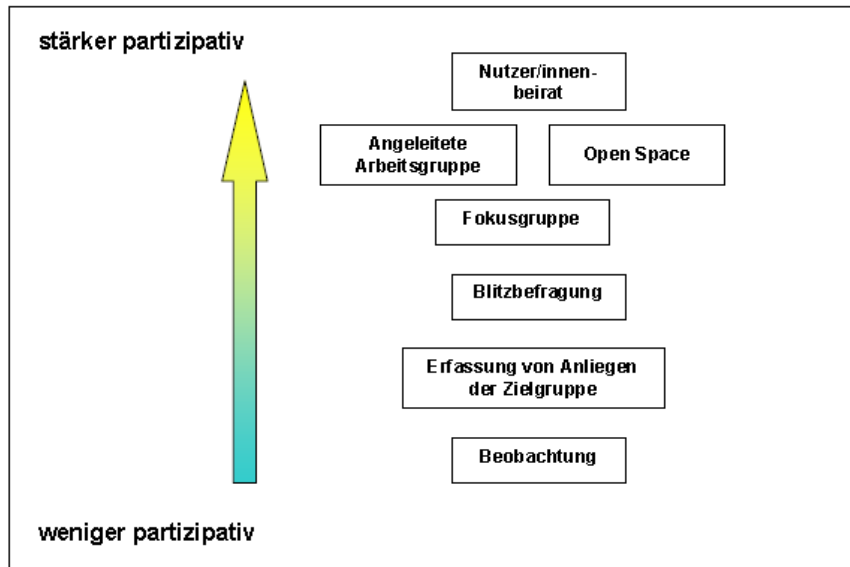 stärker partizipativ
Nutzer/innen-
beirat
Angeleitete
Arbeitsgruppe
Open Space
Fokusgruppe
Blitzbefragung
Erfassung von Anliegen
der Zielgruppe
Beobachtung
weniger partizipativ